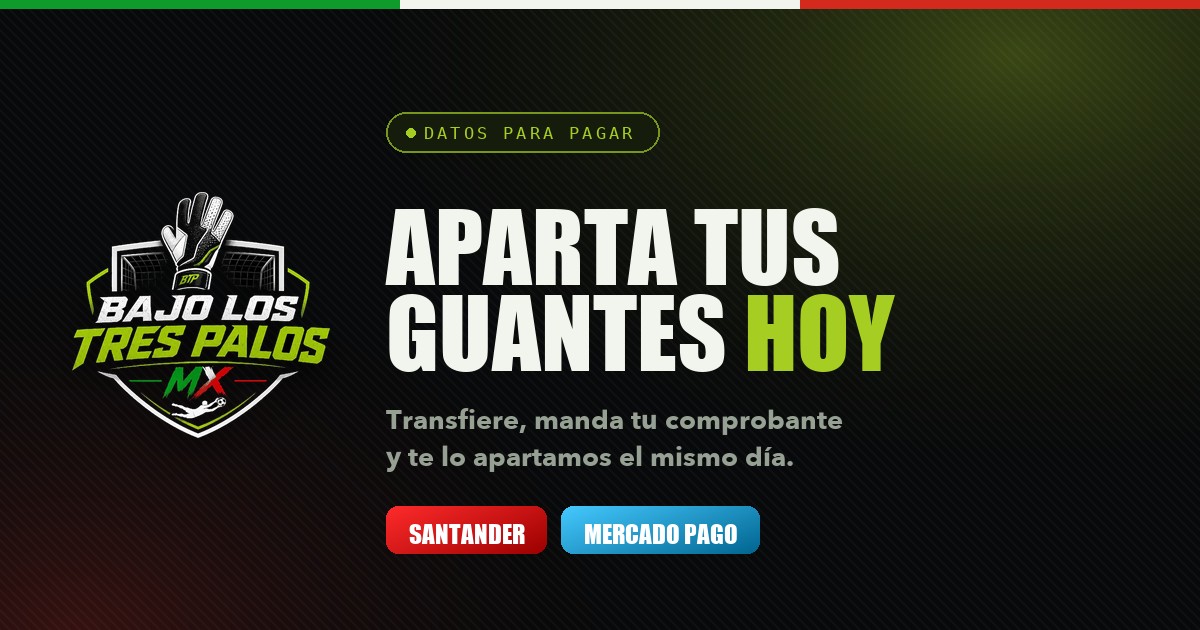 DATOS PARA PAGAR
BTP
BAJO LOS
TRES PALOS
MX
APARTA TUS
GUANTES HOY
Transfiere, manda tu comprobante
y te lo apartamos el mismo día.
SANTANDER
MERCADO PAGO